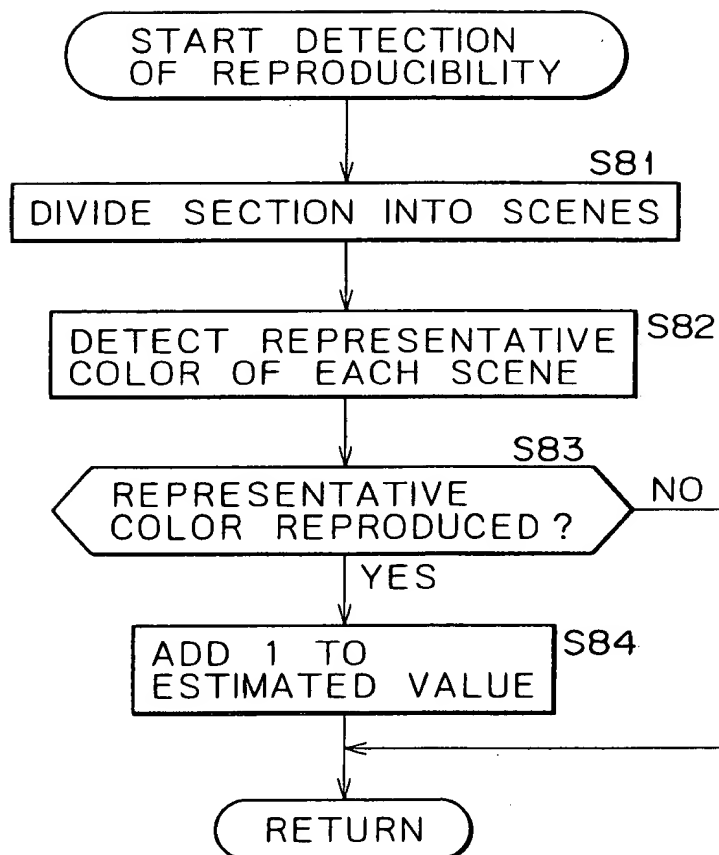 START DETECTION
OF REPRODUCIBILITY
S81
DIVIDE SECTION INTO SCENES
S82
DETECT REPRESENTATIVE
COLOR OF EACH SCENE
S83
REPRESENTATIVE
COLOR REPRODUCED?
NO
YES
S84
ADD 1 TO
ESTIMATED VALUE
RETURN